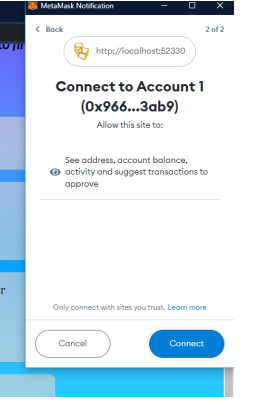 MetaMask Notification
< Back
2 of 2
http://localhost:52330
Connect to Account 1
(0x966...3ab9)
Allow this site to:
See address, account balance,
activity and suggest transactions to
approve
Only connect with sites you trust. Learn more
Cancel
Connect